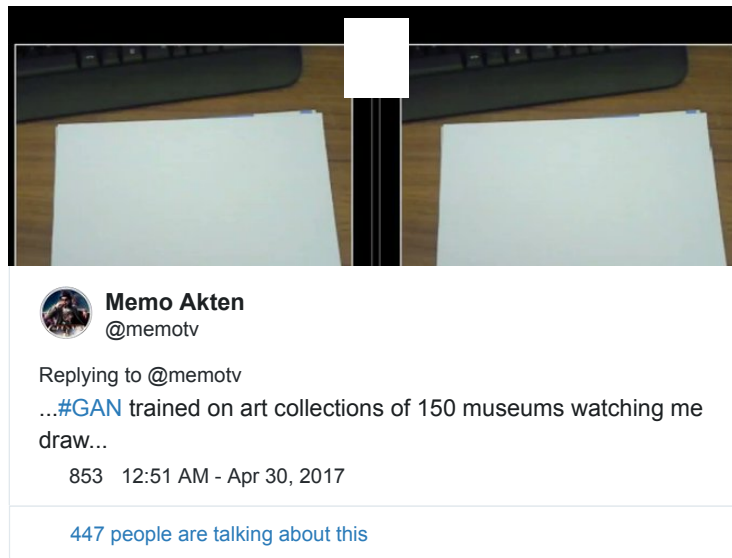 Memo Akten
@memotv
Replying to @memotv
...#GAN trained on art collections of 150 museums watching me
draw...
853 12:51 AM - Apr 30, 2017
447 people are talking about this